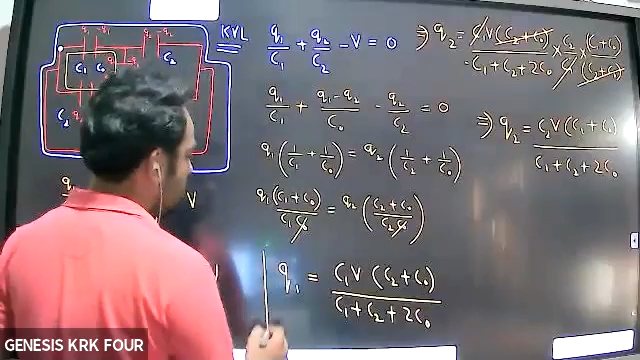 KVL
q₁/C₁ + q₂/C₂ - V = 0
q₁/C₁ + (q₁-q₂)/C₀ - q₂/C₂ = 0
q₁(1/C₁ + 1/C₀) = q₂(1/C₂ + 1/C₀)
q₁(C₁+C₀)/C₁C₀ = q₂((C₂+C₀)/C₂C₀)
q₁ = C₁V(C₂+C₀)/(C₁+C₂+2C₀)
⇒ q₂ = C₁V(C₂+C₀)/(C₁+C₂+2C₀) × C₂/C₁ × (C₁+C₀)/(C₂+C₀)
⇒ q₂ = C₂V(C₁+C₀)/(C₁+C₂+2C₀)
C₁ C₀
C₂
C₂
V
GENESIS KRK FOUR